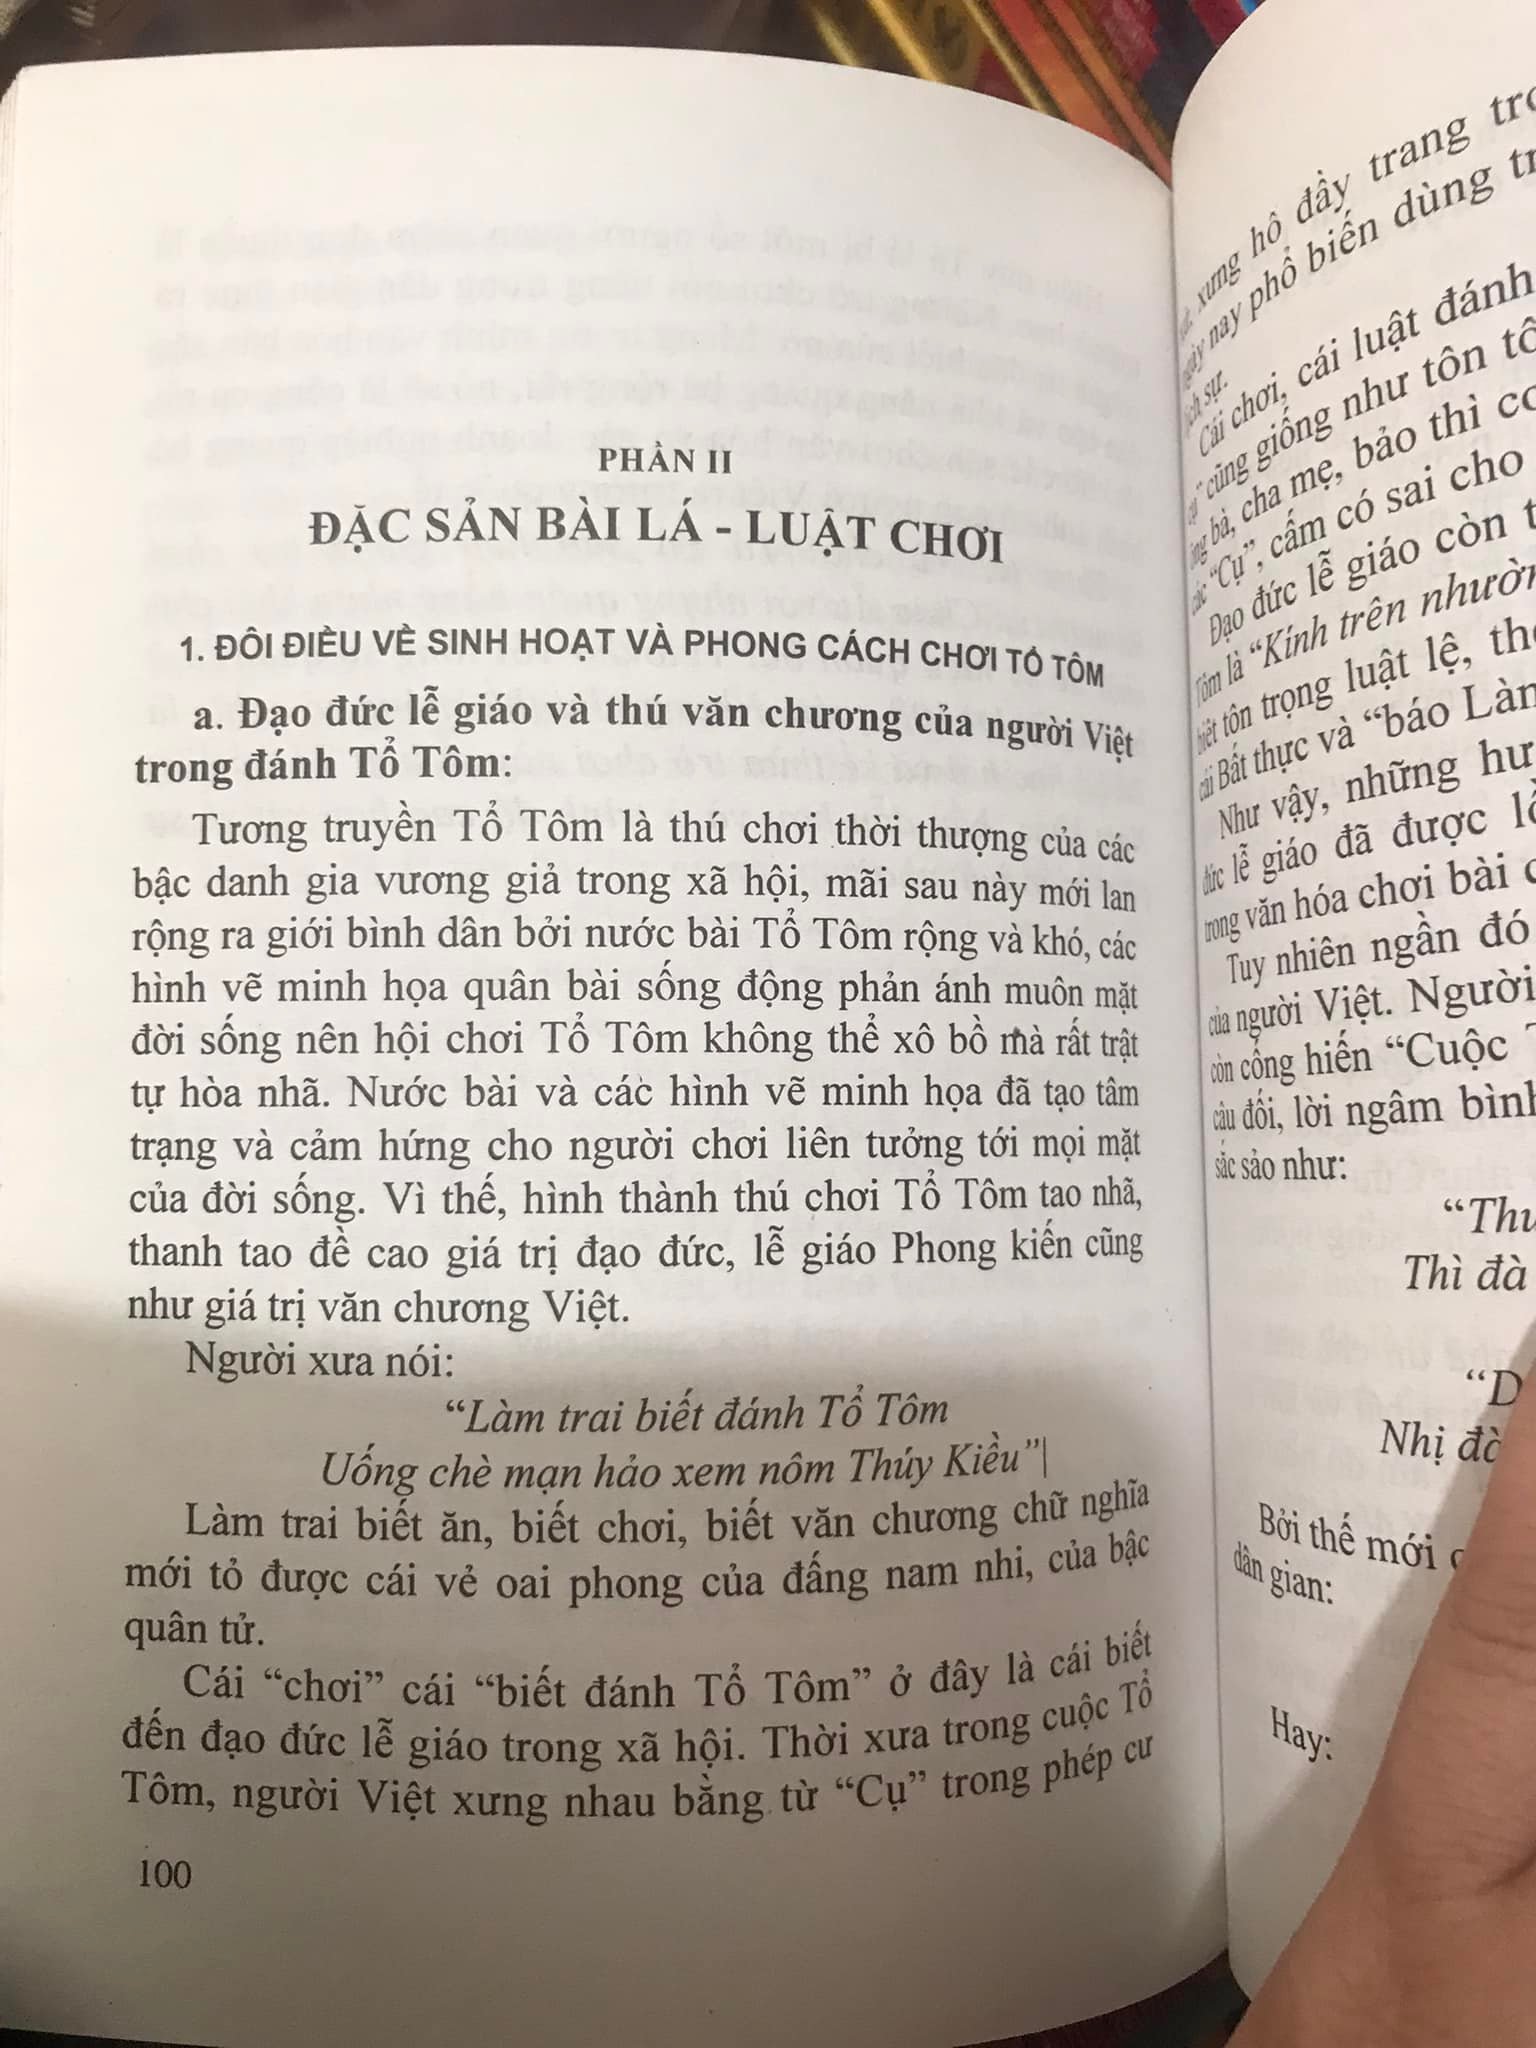 PHẦN II
ĐẶC SẢN BÀI LÁ - LUẬT CHƠI
1. ĐÔI ĐIỀU VỀ SINH HOẠT VÀ PHONG CÁCH CHƠI TỔ TÔM
a. Đạo đức lễ giáo và thú văn chương của người Việt
trong đánh Tổ Tôm:
Tương truyền Tổ Tôm là thú chơi thời thượng của các
bậc danh gia vương giả trong xã hội, mãi sau này mới lan
rộng ra giới bình dân bởi nước bài Tổ Tôm rộng và khó, các
hình vẽ minh họa quân bài sống động phản ánh muôn mặt
đời sống nên hội chơi Tổ Tôm không thể xô bồ mà rất trật
tự hòa nhã. Nước bài và các hình vẽ minh họa đã tạo tâm
trạng và cảm hứng cho người chơi liên tưởng tới mọi mặt
của đời sống. Vì thế, hình thành thú chơi Tổ Tôm tao nhã,
thanh tao đề cao giá trị đạo đức, lễ giáo Phong kiến cũng
như giá trị văn chương Việt.
Người xưa nói:
“Làm trai biết đánh Tổ Tôm
Uống chè mạn hảo xem nôm Thúy Kiều”|
Làm trai biết ăn, biết chơi, biết văn chương chữ nghĩa
mới tỏ được cái vẻ oai phong của đấng nam nhi, của bậc
quân tử.
Cái “chơi” cái “biết đánh Tổ Tôm” ở đây là cái biết
đến đạo đức lễ giáo trong xã hội. Thời xưa trong cuộc Tổ
Tôm, người Việt xưng nhau bằng từ “Cụ” trong phép cư
100
xưng hô đầy trang
ngày nay phổ biến dùng
lịch sự.
Cái chơi, cái luật đánh
cụ” cũng giống như tôn
ông bà, cha mẹ, bảo thì
các “Cụ”, cấm có sai cho
Đạo đức lễ giáo còn
Tôm là “Kính trên
biết tôn trọng luật lệ,
cái Bất thực và “báo
Như vậy, những
đức lễ giáo đã được
trong văn hóa chơi bài
Tuy nhiên ngần đó
của người Việt. Người
còn cống hiến “Cuộc
câu đối, lời ngâm
sắc sảo như:
Thì đà
Nhị
Bởi thế mới
dân gian:
Hay: